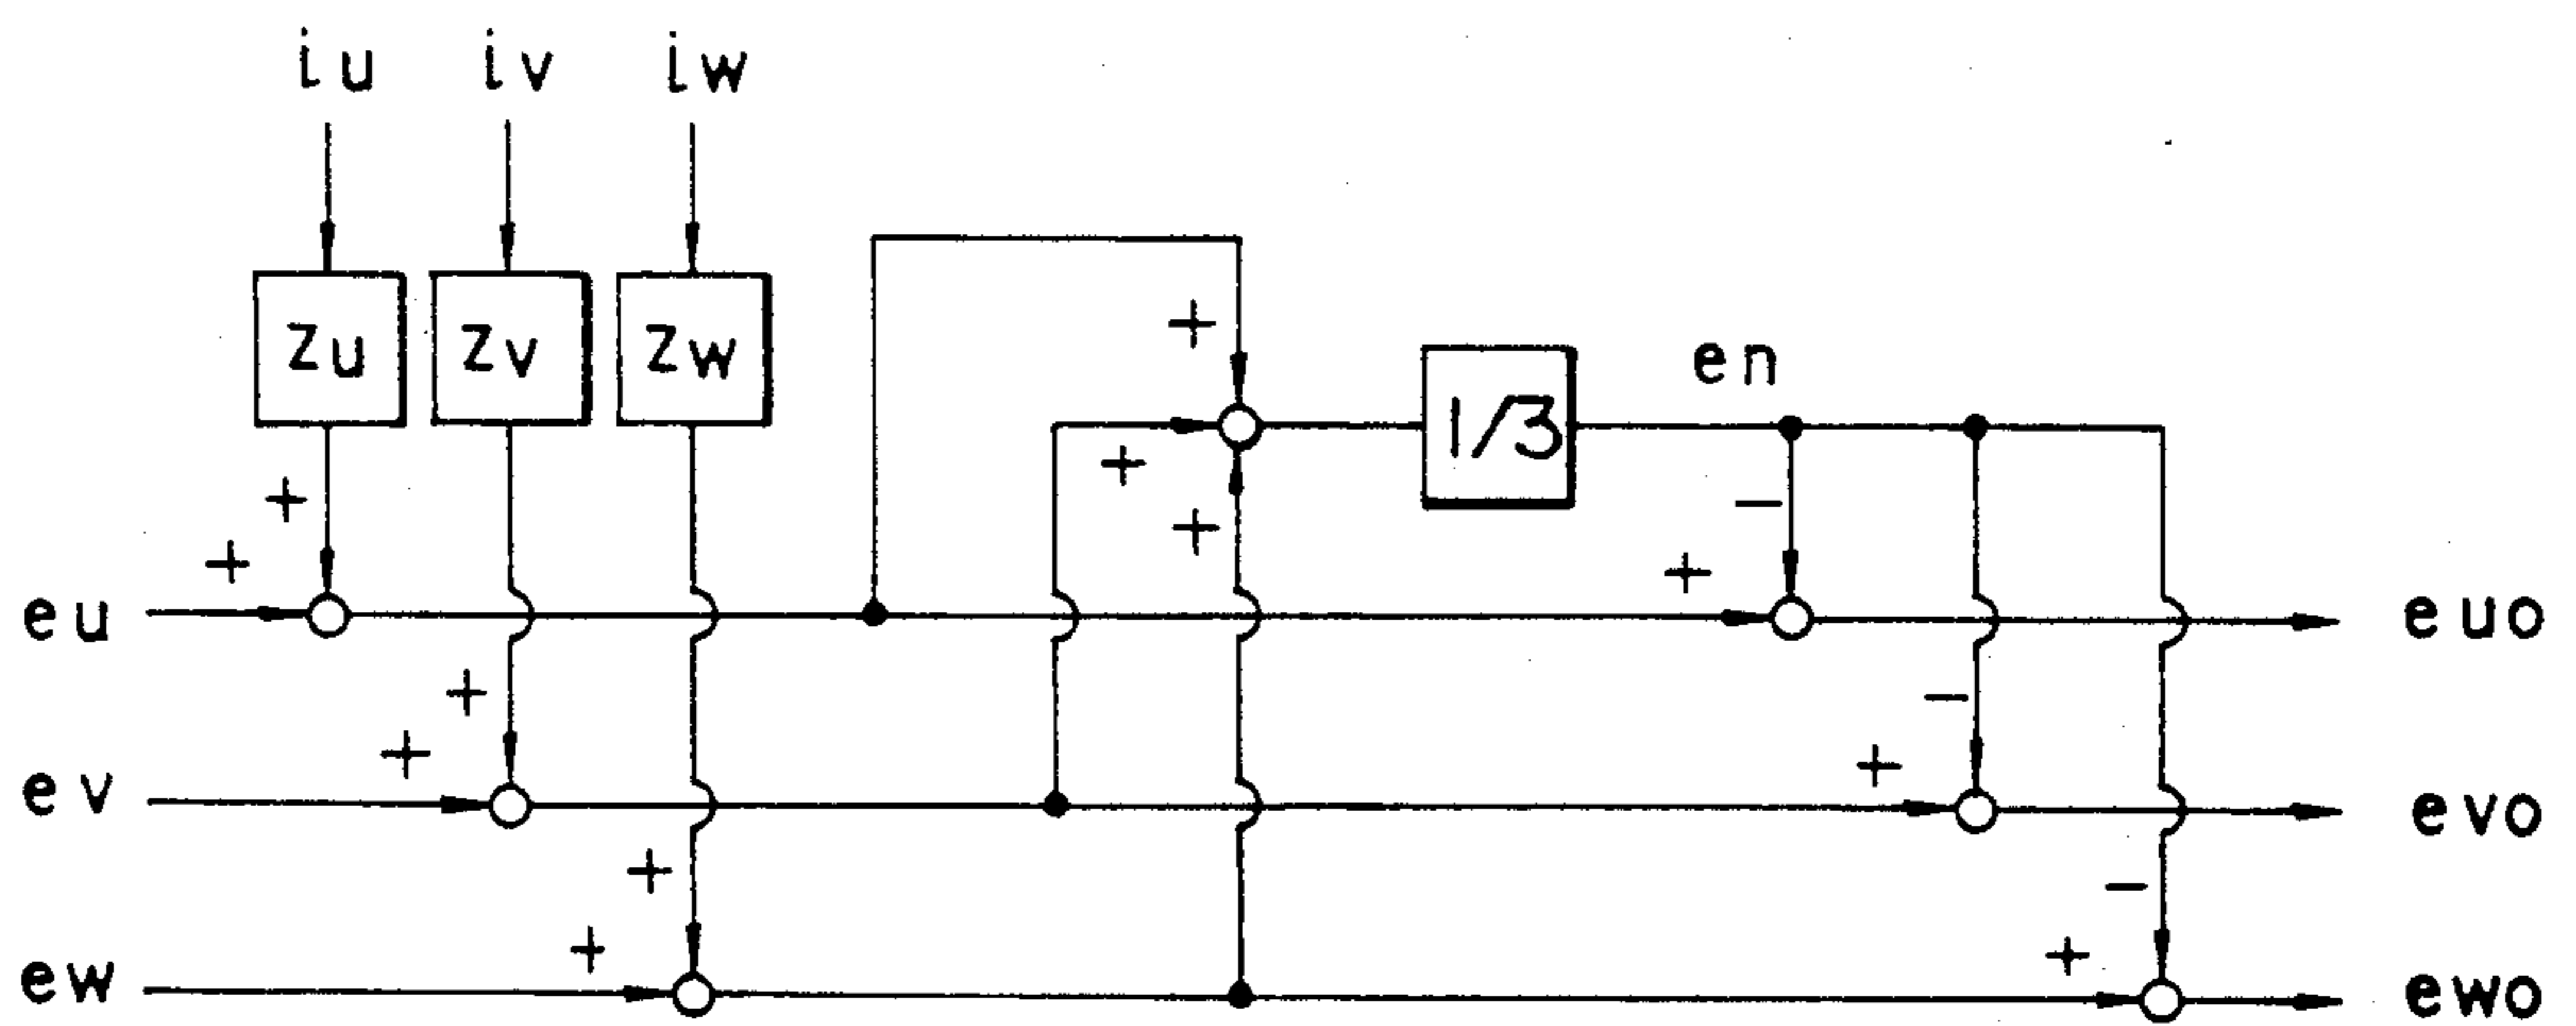 iu iv iw
+
Zu Zv Zw
en
1/3
+
+
+
−
+
+
eu
+
euo
+
−
+
ev
+
evo
+
−
+
ew
+
ewo